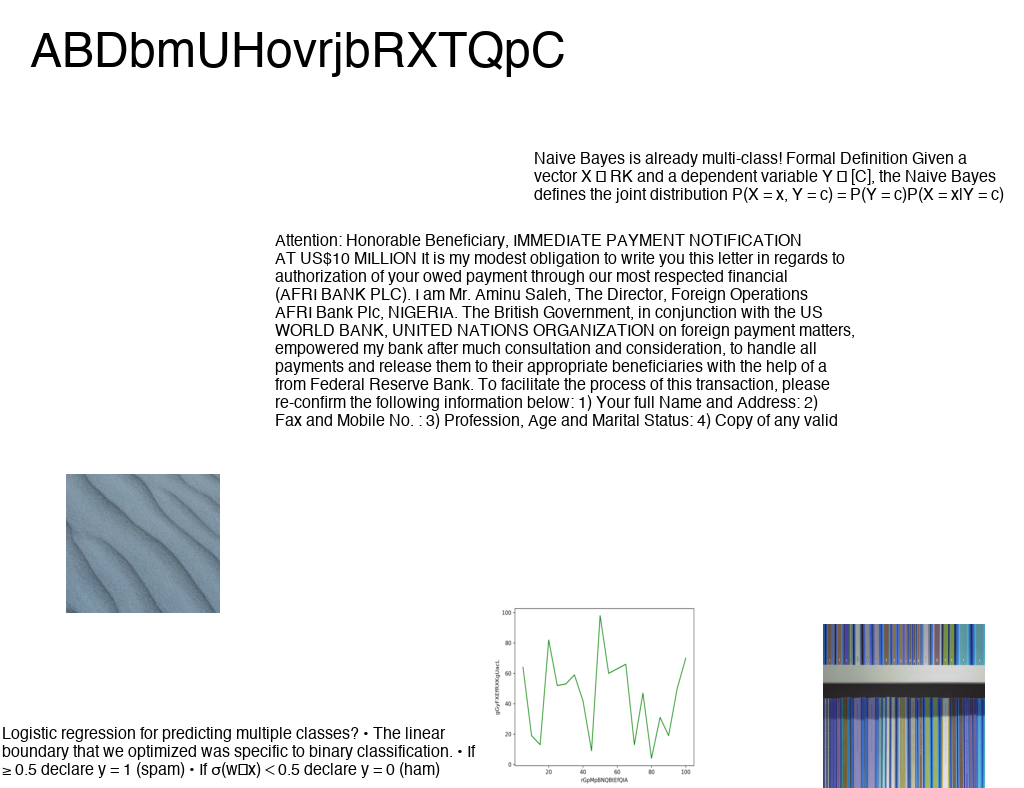 ABDbmUHovrjbRXTQpC
Naive Bayes is already multi-class! Formal Definition Given a
vector X □ RK and a dependent variable Y □ [C], the Naive Bayes
defines the joint distribution P(X = x, Y = c) = P(Y = c)P(X = x|Y = c)
Attention: Honorable Beneficiary, IMMEDIATE PAYMENT NOTIFICATION
AT US$10 MILLION It is my modest obligation to write you this letter in regards to
authorization of your owed payment through our most respected financial
(AFRI BANK PLC). I am Mr. Aminu Saleh, The Director, Foreign Operations
AFRI Bank Plc, NIGERIA. The British Government, in conjunction with the US
WORLD BANK, UNITED NATIONS ORGANIZATION on foreign payment matters,
empowered my bank after much consultation and consideration, to handle all
payments and release them to their appropriate beneficiaries with the help of a
from Federal Reserve Bank. To facilitate the process of this transaction, please
re-confirm the following information below: 1) Your full Name and Address: 2)
Fax and Mobile No. : 3) Profession, Age and Marital Status: 4) Copy of any valid
100
80
60
40
20
0
20 40 60 80 100
Logistic regression for predicting multiple classes? • The linear
boundary that we optimized was specific to binary classification. • If
≥ 0.5 declare y = 1 (spam) • If σ(w□x) < 0.5 declare y = 0 (ham)